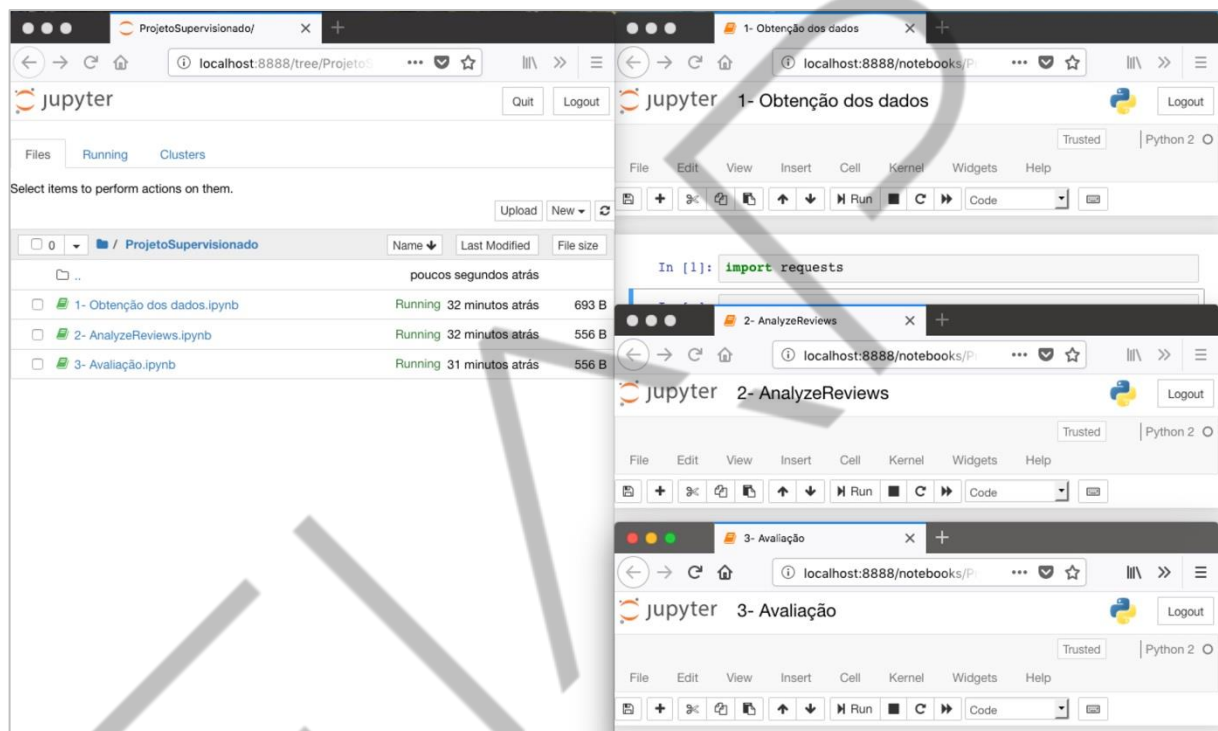 ProjetoSupervisionado/
localhost:8888/tree/ProjetoS
jupyter
Quit Logout
Files Running Clusters
Select items to perform actions on them.
Upload New
0 / ProjetoSupervisionado Name Last Modified File size
.. poucos segundos atrás
1- Obtenção dos dados.ipynb Running 32 minutos atrás 693 B
2- AnalyzeReviews.ipynb Running 32 minutos atrás 556 B
3- Avaliação.ipynb Running 31 minutos atrás 556 B
1- Obtenção dos dados
localhost:8888/notebooks/P
jupyter 1- Obtenção dos dados
Logout
Trusted Python 2
File Edit View Insert Cell Kernel Widgets Help
Run Code
In [1]: import requests
2- AnalyzeReviews
localhost:8888/notebooks/P
jupyter 2- AnalyzeReviews
Logout
Trusted Python 2
File Edit View Insert Cell Kernel Widgets Help
Run Code
3- Avaliação
localhost:8888/notebooks/P
jupyter 3- Avaliação
Logout
Trusted Python 2
File Edit View Insert Cell Kernel Widgets Help
Run Code